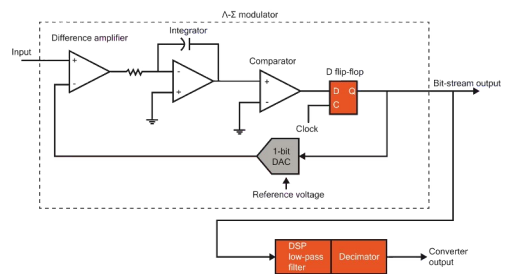 Λ-Σ modulator
Difference amplifier
Integrator
Input
Comparator
D flip-flop
Bit-stream output
+
-
-
+
+
-
D Q
C
Clock
1-bit
DAC
Reference voltage
DSP
low-pass
filter
Decimator
Converter
output